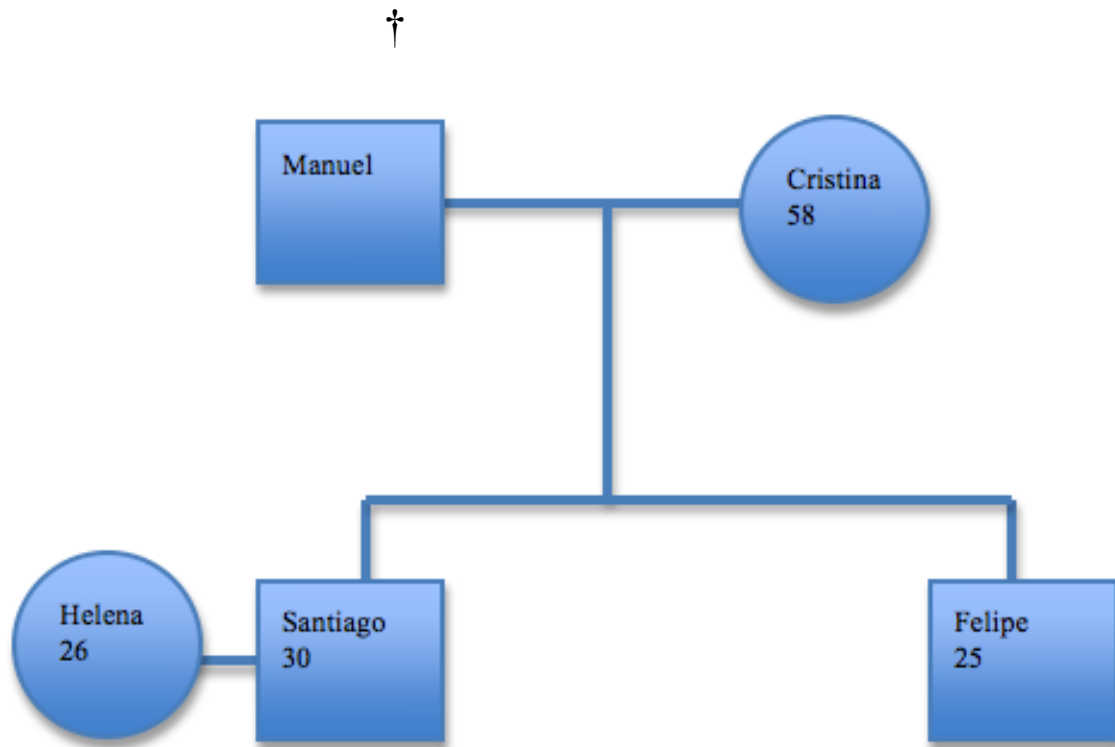 †
Manuel
Cristina
58
Helena
26
Santiago
30
Felipe
25